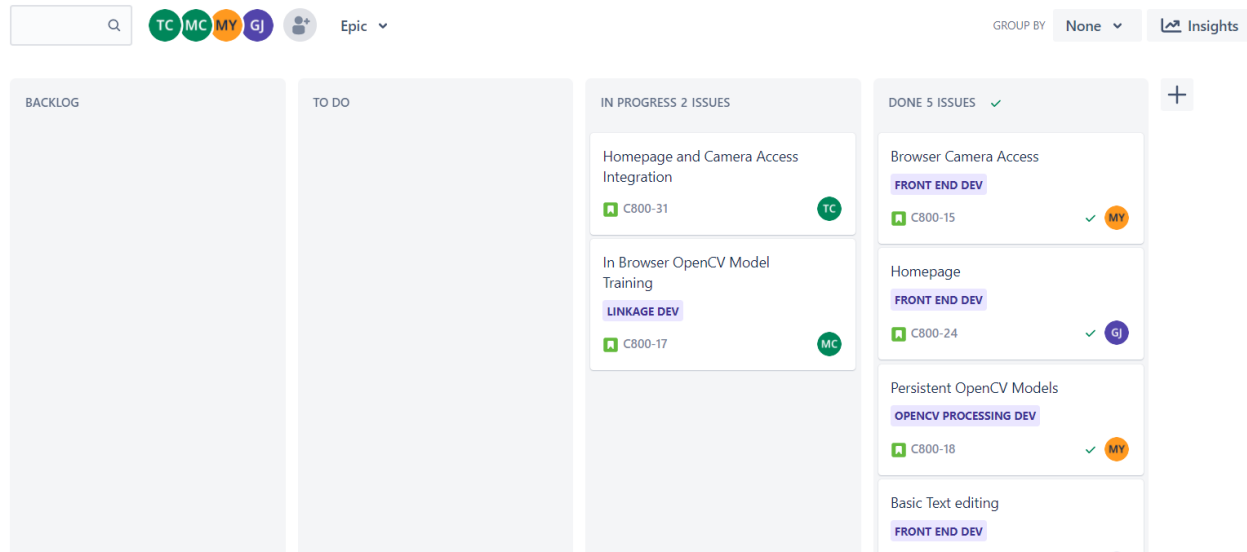 TC MC MY GJ Epic GROUP BY None Insights
BACKLOG
TO DO
IN PROGRESS 2 ISSUES
Homepage and Camera Access
Integration
C800-31 TC
In Browser OpenCV Model
Training
LINKAGE DEV
C800-17 MC
DONE 5 ISSUES
Browser Camera Access
FRONT END DEV
C800-15 MY
Homepage
FRONT END DEV
C800-24 GJ
Persistent OpenCV Models
OPENCV PROCESSING DEV
C800-18 MY
Basic Text editing
FRONT END DEV